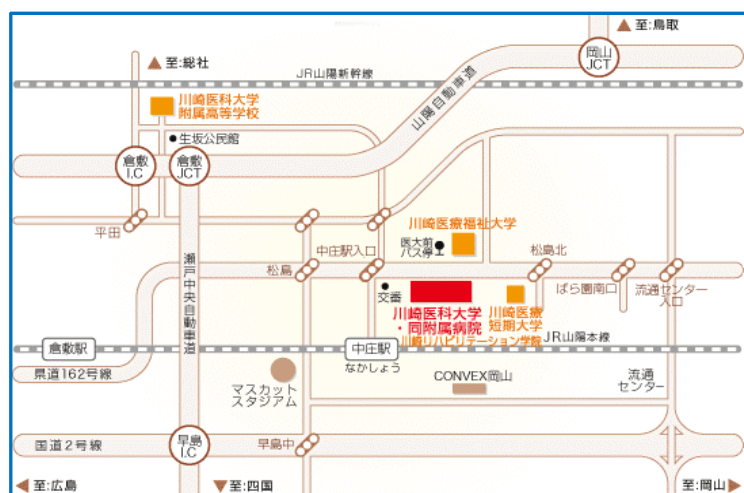 至:鳥取
岡山
JCT
至:総社
JR山陽新幹線
山陽自動車道
川崎医科大学
附属高等学校
生坂公民館
倉敷
I.C
倉敷
JCT
平田
中庄駅入口
医大前
バス停
川崎医療福祉大学
松島
松島北
ばら園南口
流通センター
入口
瀬戸中央自動車道
交番
川崎医科大学
・同附属病院
川崎医療
短期大学
川崎リハビリテーション学院
JR山陽本線
倉敷駅
中庄駅
なかしょう
県道162号線
マスカット
スタジアム
CONVEX岡山
流通
センター
国道2号線
早島
I.C
早島中
至:広島
至:四国
至:岡山